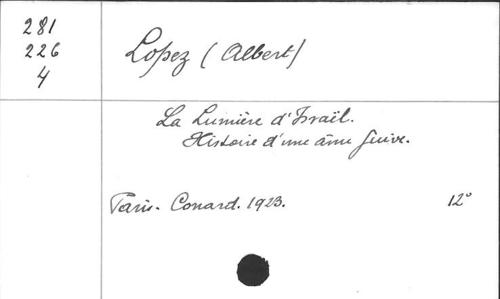 281
226
4
Lopez (Albert)
La Lumière d'Israël.
Histoire d'une âme juive.
Paris. Conard. 1923. 12°